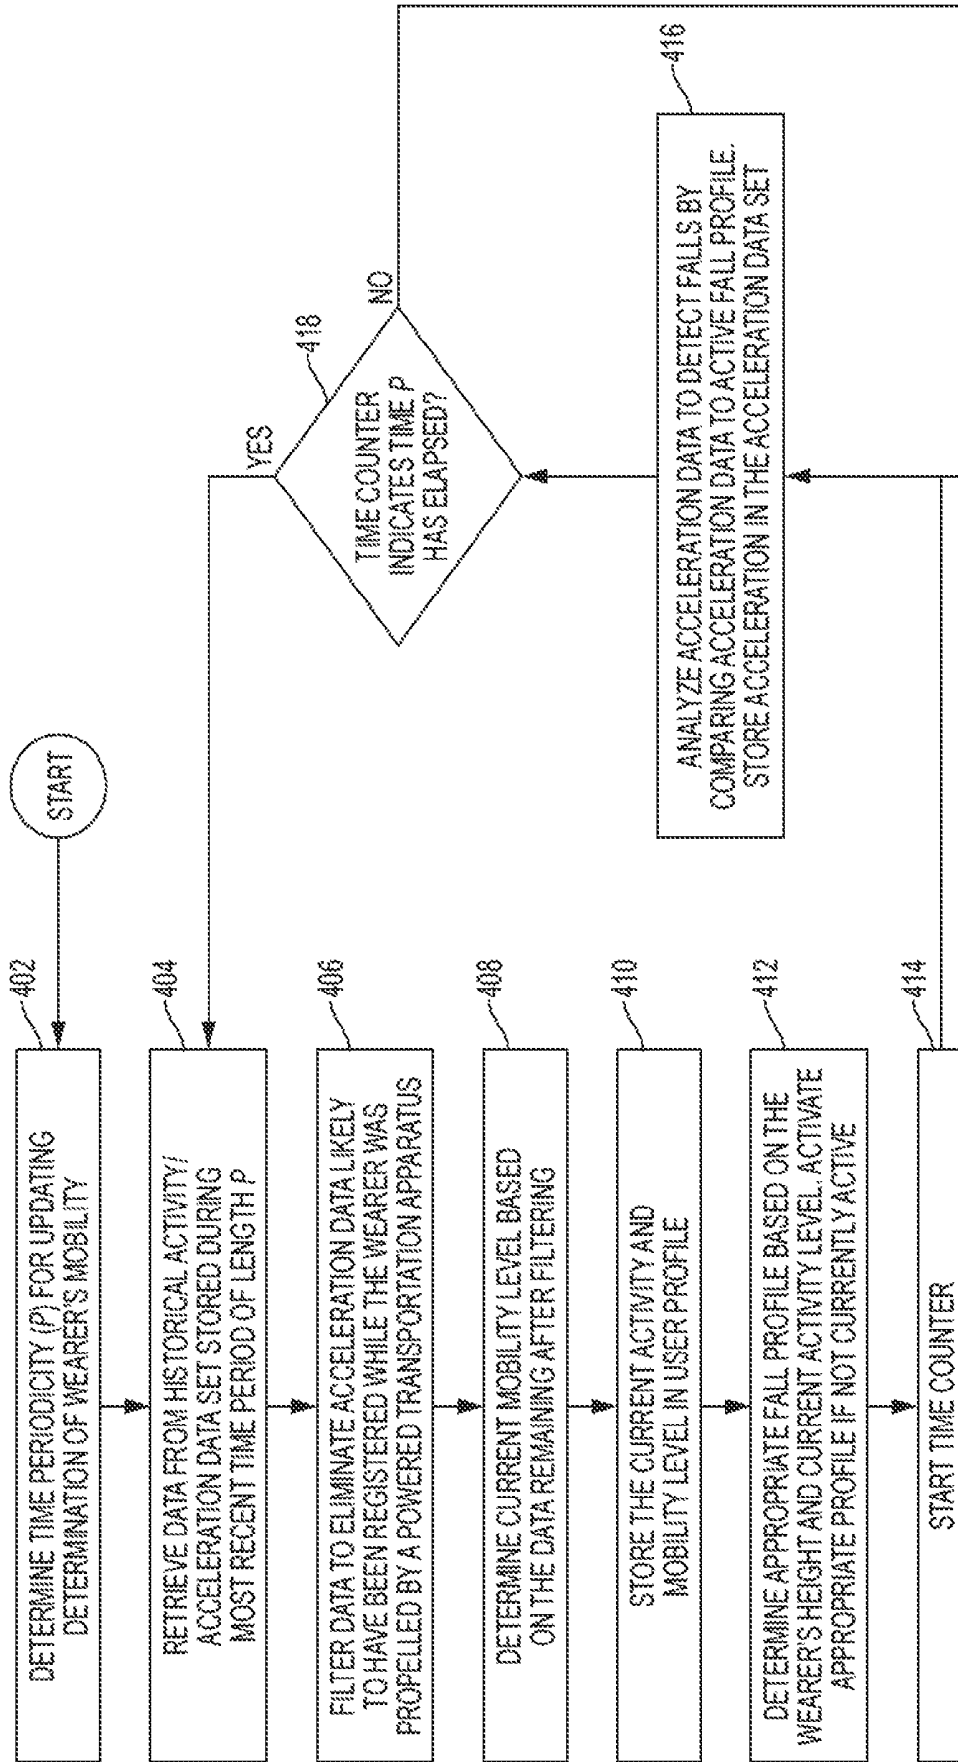 START
402
DETERMINE TIME PERIODICITY (P) FOR UPDATING
DETERMINATION OF WEARER'S MOBILITY
404
RETRIEVE DATA FROM HISTORICAL ACTIVITY/
ACCELERATION DATA SET STORED DURING
MOST RECENT TIME PERIOD OF LENGTH P
406
FILTER DATA TO ELIMINATE ACCELERATION DATA LIKELY
TO HAVE BEEN REGISTERED WHILE THE WEARER WAS
PROPELLED BY A POWERED TRANSPORTATION APPARATUS
408
DETERMINE CURRENT MOBILITY LEVEL BASED
ON THE DATA REMAINING AFTER FILTERING
410
STORE THE CURRENT ACTIVITY AND
MOBILITY LEVEL IN USER PROFILE
412
DETERMINE APPROPRIATE FALL PROFILE BASED ON THE
WEARER'S HEIGHT AND CURRENT ACTIVITY LEVEL. ACTIVATE
APPROPRIATE PROFILE IF NOT CURRENTLY ACTIVE
414
START TIME COUNTER
416
ANALYZE ACCELERATION DATA TO DETECT FALLS BY
COMPARING ACCELERATION DATA TO ACTIVE FALL PROFILE.
STORE ACCELERATION IN THE ACCELERATION DATA SET
418
TIME COUNTER
INDICATES TIME P
HAS ELAPSED?
YES
NO